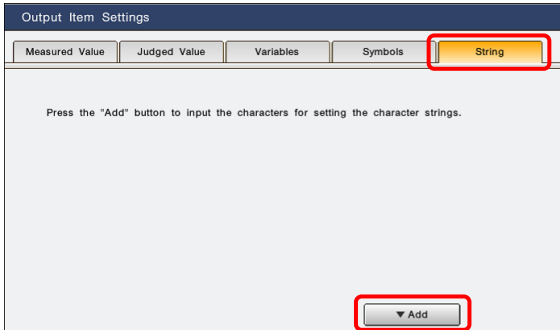 Output Item Settings
Measured Value Judged Value Variables Symbols String
Press the "Add" button to input the characters for setting the character strings.
▼ Add